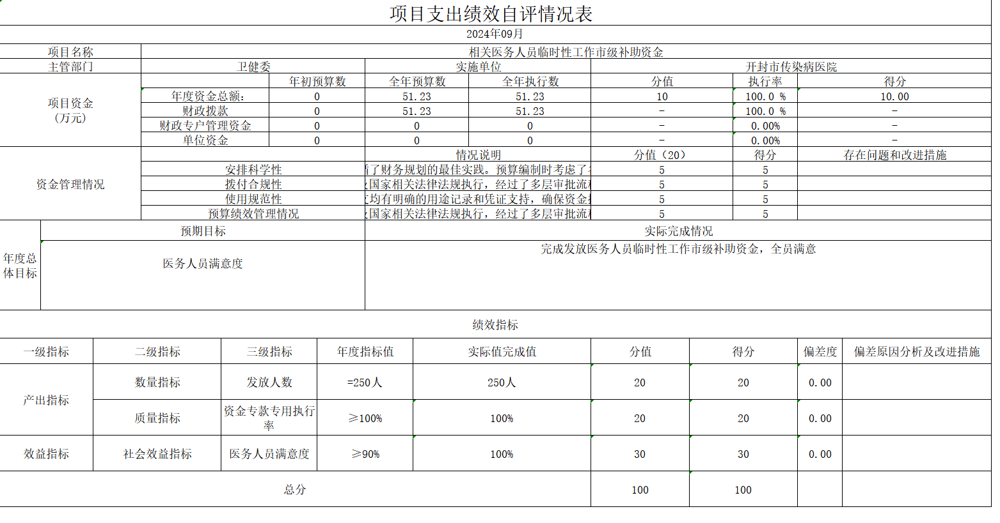 项目支出绩效自评情况表
2024年09月
项目名称 相关医务人员临时性工作市级补助资金
主管部门 卫健委 实施单位 开封市传染病医院
项目资金
(万元)
年初预算数 全年预算数 全年执行数 分值 执行率 得分
年度资金总额: 0 51.23 51.23 10 100.0 % 10.00
财政拨款 0 51.23 51.23 - 100.0 % -
财政专户管理资金 0 0 0 - 0.00% -
单位资金 0 0 0 - 0.00% -
资金管理情况
情况说明 分值（20） 得分 存在问题和改进措施
安排科学性 了财务规划的最佳实践。预算编制时考虑了 5 5
拨付合规性 国家相关法律法规执行，经过了多层审批流 5 5
使用规范性 均有明确的用途记录和凭证支持，确保资金 5 5
预算绩效管理情况 国家相关法律法规执行，经过了多层审批流 5 5
年度总
体目标
预期目标 实际完成情况
医务人员满意度 完成发放医务人员临时性工作市级补助资金，全员满意
绩效指标
一级指标 二级指标 三级指标 年度指标值 实际值完成值 分值 得分 偏差度 偏差原因分析及改进措施
产出指标 数量指标 发放人数 =250人 250人 20 20 0.00
质量指标 资金专款专用执行
率 ≥100% 100% 20 20 0.00
效益指标 社会效益指标 医务人员满意度 ≥90% 100% 30 30 0.00
总分 100 100